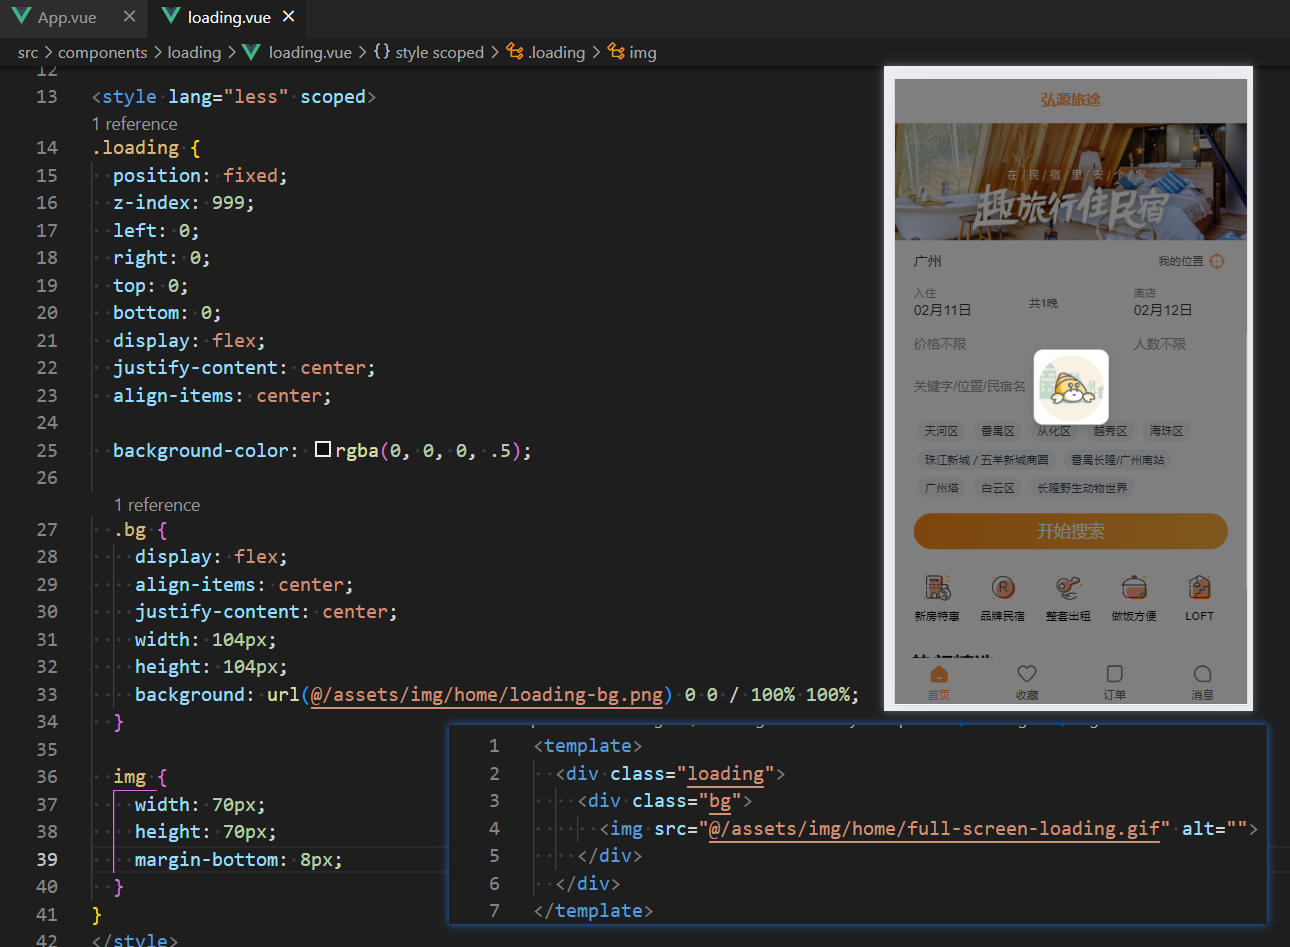 App.vue
loading.vue
src > components > loading > loading.vue > {} style scoped > .loading > img
12
13 <style lang="less" scoped>
1 reference
14 .loading {
15 position: fixed;
16 z-index: 999;
17 left: 0;
18 right: 0;
19 top: 0;
20 bottom: 0;
21 display: flex;
22 justify-content: center;
23 align-items: center;
24
25 background-color: rgba(0, 0, 0, .5);
26
1 reference
27 .bg {
28 display: flex;
29 align-items: center;
30 justify-content: center;
31 width: 104px;
32 height: 104px;
33 background: url(@/assets/img/home/loading-bg.png) 0 0 / 100% 100%;
34 }
35
36 img {
37 width: 70px;
38 height: 70px;
39 margin-bottom: 8px;
40 }
41 }
42 </style>
弘源旅途
在/民/宿/里/安/个/家
趣旅行住民宿
广州
我的位置
入住
离店
02月11日
共1晚
02月12日
价格不限
人数不限
关键字/位置/民宿名
天河区 番禺区 从化区 越秀区 海珠区
珠江新城 / 五羊新城商圈 番禺长隆/广州南站
广州塔 白云区 长隆野生动物世界
开始搜索
新房特惠 品牌民宿 整套出租 做饭方便 LOFT
首页 收藏 订单 消息
1 <template>
2 <div class="loading">
3 <div class="bg">
4 <img src="@/assets/img/home/full-screen-loading.gif" alt="">
5 </div>
6 </div>
7 </template>